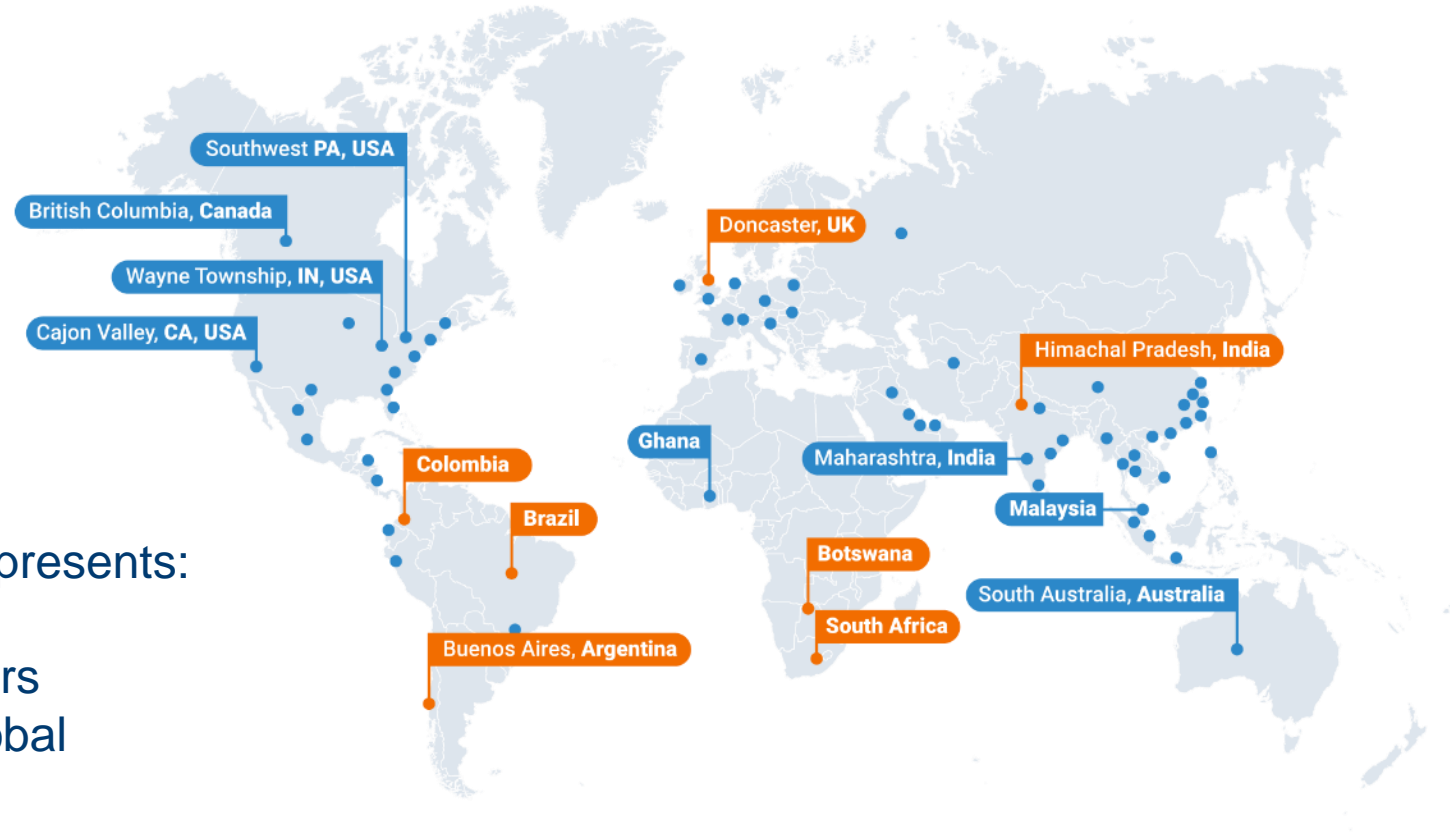 Southwest PA, USA
British Columbia, Canada
Doncaster, UK
Wayne Township, IN, USA
Cajon Valley, CA, USA
Himachal Pradesh, India
Ghana
Maharashtra, India
Colombia
Malaysia
Brazil
Botswana
presents:
South Australia, Australia
South Africa
Buenos Aires, Argentina
rs
obal